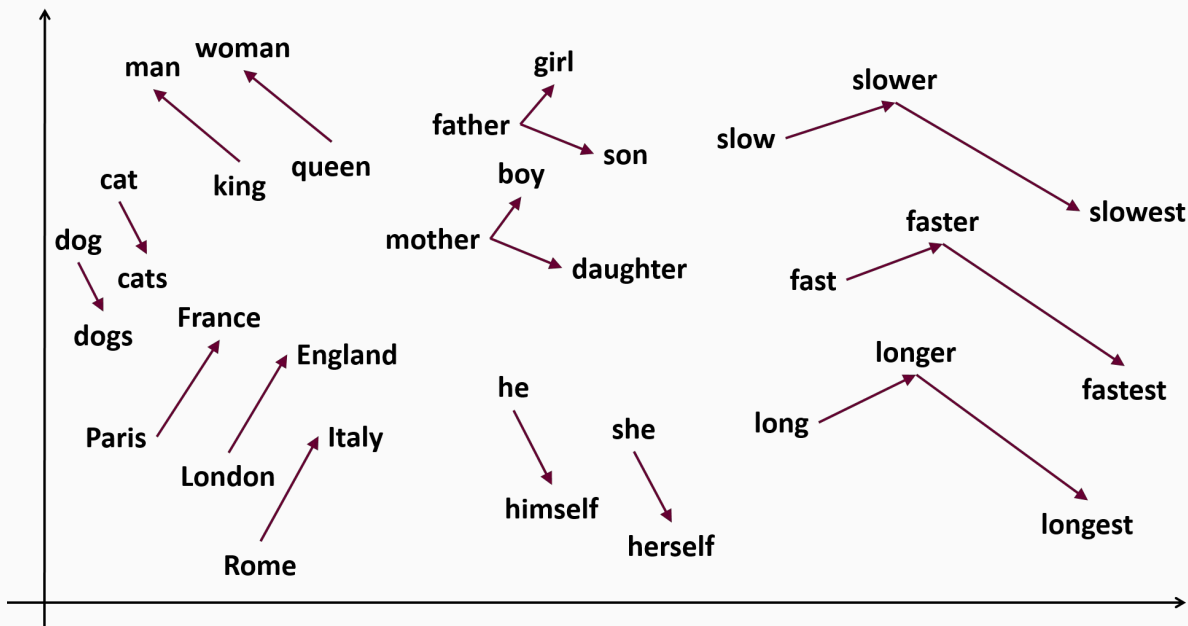 woman
man
girl
slower
father
slow
son
boy
queen
cat
king
slowest
faster
dog
mother
daughter
cats
fast
France
dogs
England
longer
he
fastest
long
she
Paris
Italy
London
himself
longest
herself
Rome